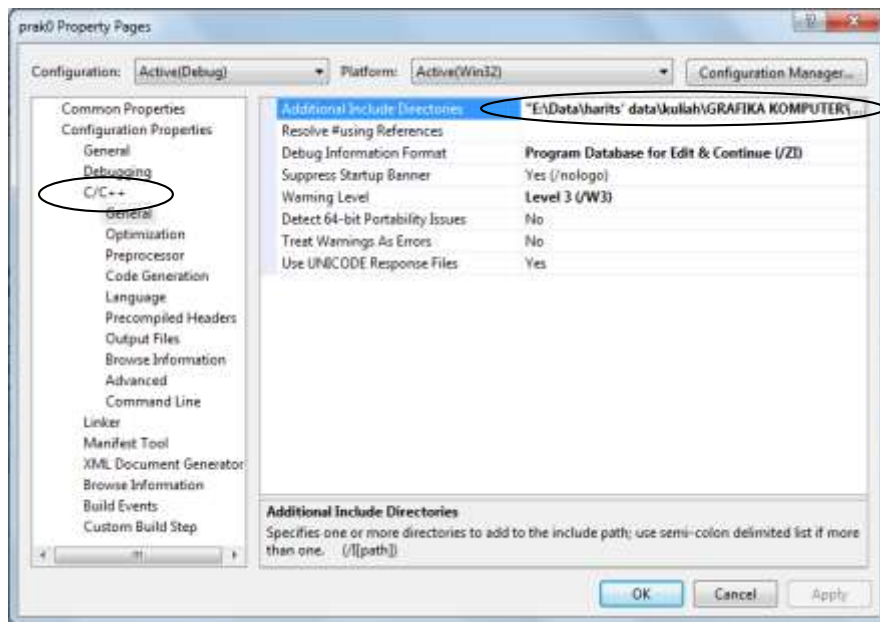 prak0 Property Pages
Configuration: Active(Debug) Platform: Active(Win32) Configuration Manager...
Common Properties
Configuration Properties
General
Debugging
C/C++
General
Optimization
Preprocessor
Code Generation
Language
Precompiled Headers
Output Files
Browse Information
Advanced
Command Line
Linker
Manifest Tool
XML Document Generator
Browse Information
Build Events
Custom Build Step
Additional Include Directories "E:\Data\harits' data\kuliah\GRAFIKA KOMPUTER\...
Resolve #using References
Debug Information Format Program Database for Edit & Continue (/ZI)
Suppress Startup Banner Yes (/nologo)
Warning Level Level 3 (/W3)
Detect 64-bit Portability Issues No
Treat Warnings As Errors No
Use UNICODE Response Files Yes
Additional Include Directories
Specifies one or more directories to add to the include path; use semi-colon delimited list if more
than one. (/I[path])
OK Cancel Apply